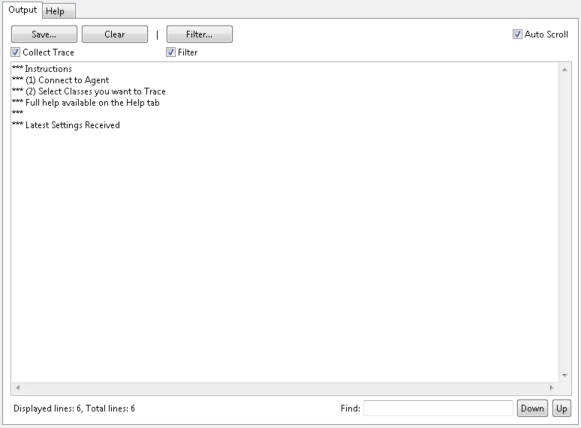 Output Help
Save... Clear | Filter... Auto Scroll
Collect Trace Filter
*** Instructions
*** (1) Connect to Agent
*** (2) Select Classes you want to Trace
*** Full help available on the Help tab
***
*** Latest Settings Received
Displayed lines: 6, Total lines: 6 Find: Down Up